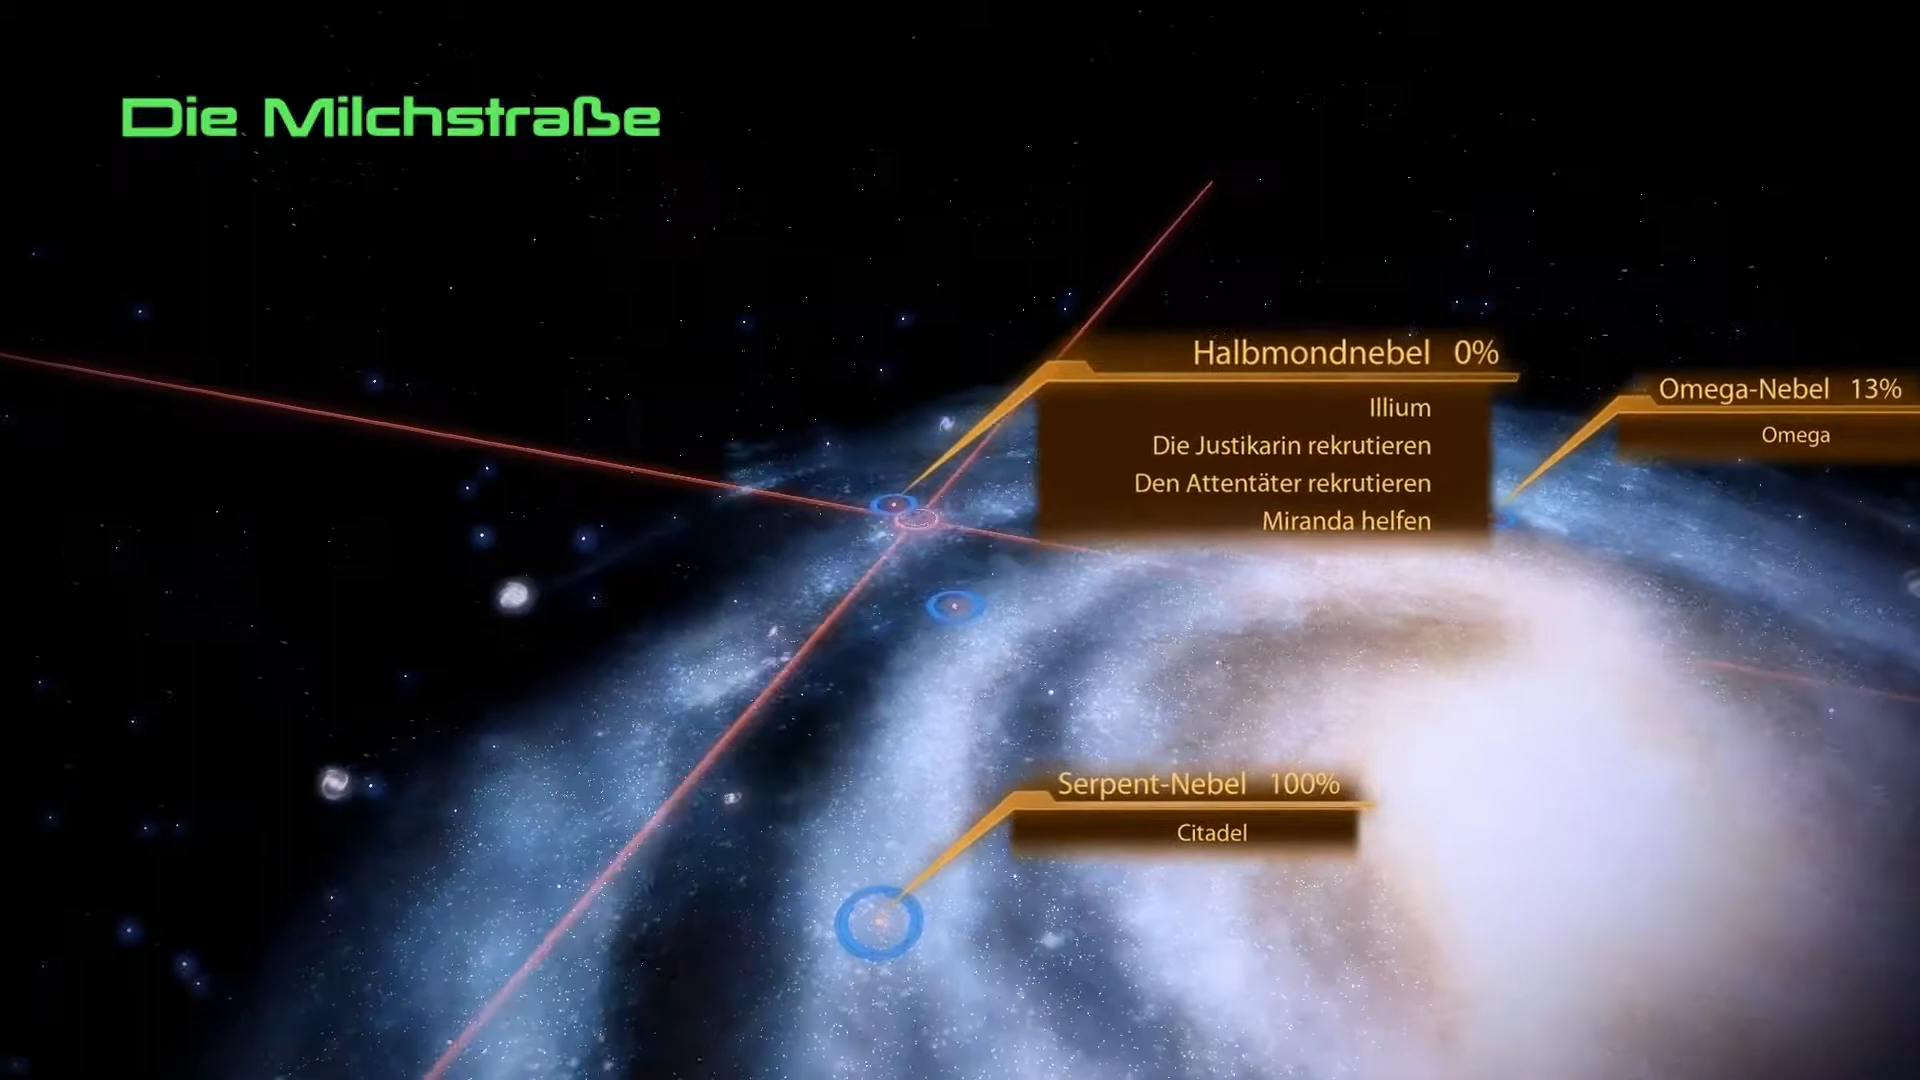 Die Milchstraße
Halbmondnebel 0%
Illium
Die Justikarin rekrutieren
Den Attentäter rekrutieren
Miranda helfen
Omega-Nebel 13%
Omega
Serpent-Nebel 100%
Citadel